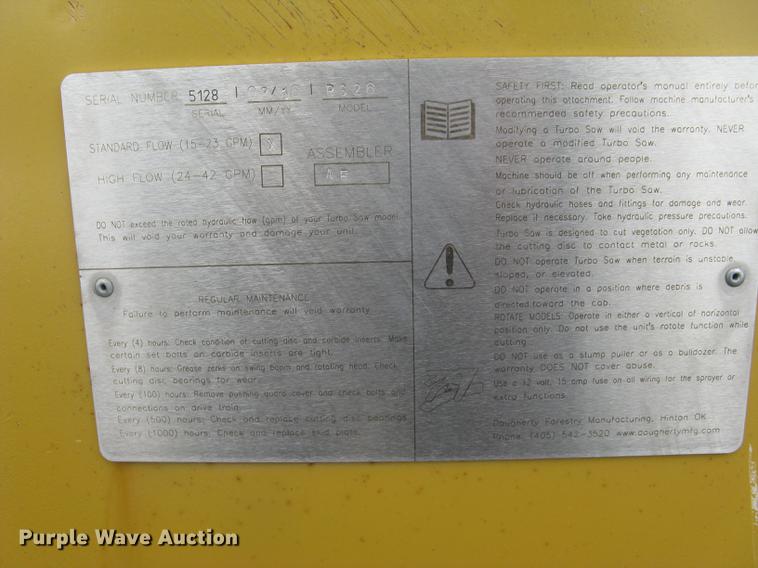 SERIAL NUMBER 5128
SERIAL MM/YY MODEL
STANDARD FLOW (15-23 GPM) X
HIGH FLOW (24-42 GPM)
ASSEMBLER
DO NOT exceed the rated hydraulic flow (gpm) of your Turbo Saw model.
This will void your warranty and damage your unit.
REGULAR MAINTENANCE
Failure to perform maintenance will void warranty
Every (4) hours: Check condition of cutting disc and carbide inserts. Make
certain set bolts on carbide inserts are tight.
Every (8) hours: Grease zerks on swing boom and rotating head. Check
cutting disc bearings for wear.
Every (100) hours: Remove pushing guard cover and check bolts and
connections on drive train.
Every (500) hours: Check and replace cutting disc bearings
Every (1000) hours: Check and replace skid plate.
SAFETY FIRST: Read operator's manual entirely before
operating this attachment. Follow machine manufacturer's
recommended safety precautions.
Modifying a Turbo Saw will void the warranty. NEVER
operate a modified Turbo Saw.
NEVER operate around people.
Machine should be off when performing any maintenance
or lubrication of the Turbo Saw.
Check hydraulic hoses and fittings for damage and wear.
Replace if necessary. Take hydraulic pressure precautions.
Turbo Saw is designed to cut vegetation only. DO NOT allow
the cutting disc to contact metal or rocks.
DO NOT operate Turbo Saw when terrain is unstable,
sloped, or elevated.
DO NOT operate in a position where debris is
directed toward the cab.
ROTATE MODELS: Operate in either a vertical of horizontal
position only. Do not use the unit's rotate function while
cutting.
DO NOT use as a stump puller or as a bulldozer. The
warranty DOES NOT cover abuse.
Use a 12 volt, 15 amp fuse on all wiring for the sprayer or
extra functions.
Dougherty Forestry Manufacturing, Hinton OK
Phone (405) 542-3520 www.doughertymfg.com
Purple Wave Auction